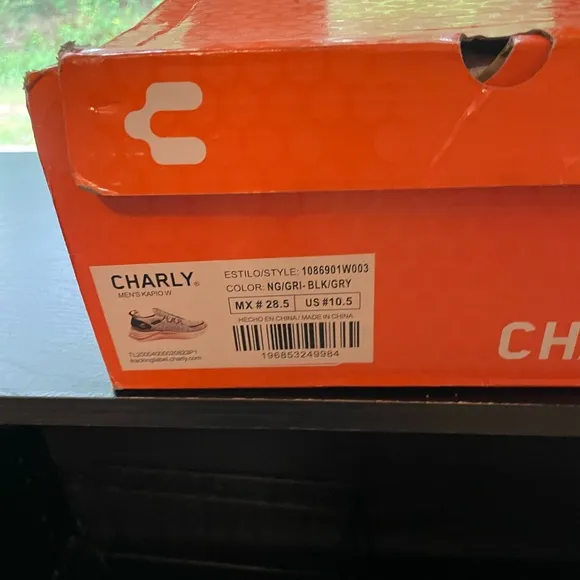 CHARLY®
MEN'S KAPIO W
ESTILO/STYLE: 1086901W003
COLOR: NG/GRI- BLK/GRY
MX # 28.5 US #10.5
HECHO EN CHINA/ MADE IN CHINA
196853249984
trackinglabel.charly.com
CH